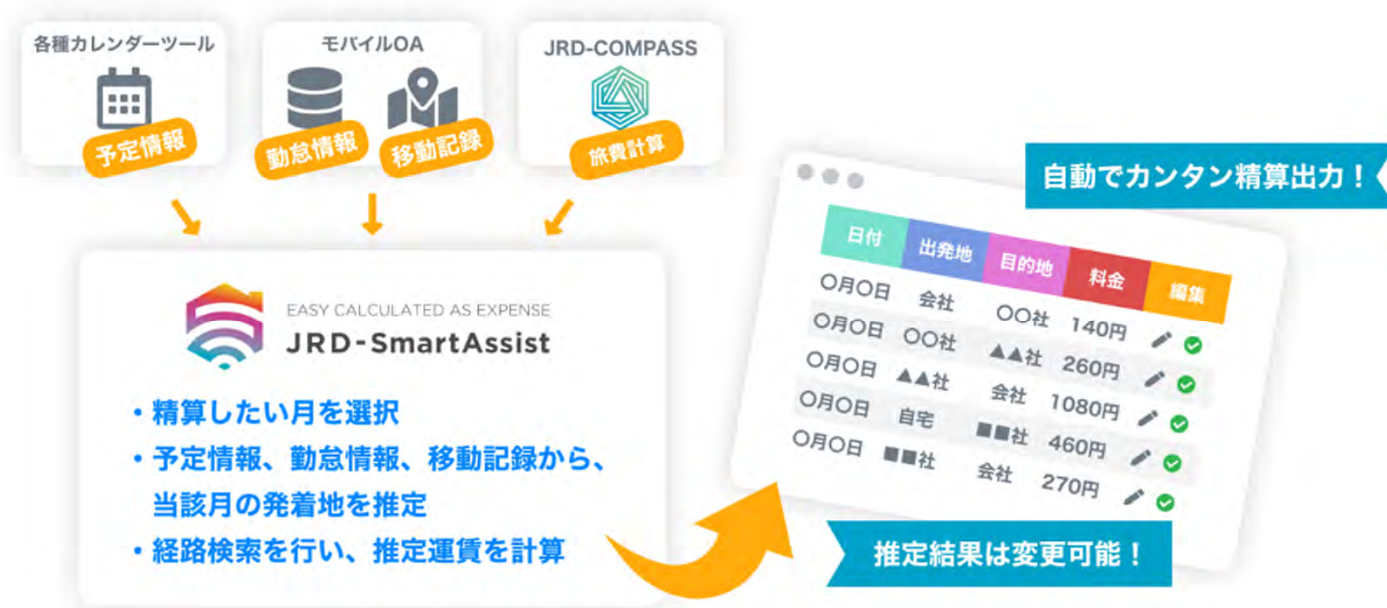 各種カレンダーツール
予定情報
モバイルOA
勤怠情報
移動記録
JRD-COMPASS
旅費計算
EASY CALCULATED AS EXPENSE
JRD-SmartAssist
・精算したい月を選択
・予定情報、勤怠情報、移動記録から、
当該月の発着地を推定
・経路検索を行い、推定運賃を計算
自動でカンタン精算出力！
日付 出発地 目的地 料金 編集
〇月〇日 会社 〇〇社 140円
〇月〇日 〇〇社 ▲▲社 260円
〇月〇日 ▲▲社 会社 1080円
〇月〇日 自宅 ■■社 460円
〇月〇日 ■■社 会社 270円
推定結果は変更可能！